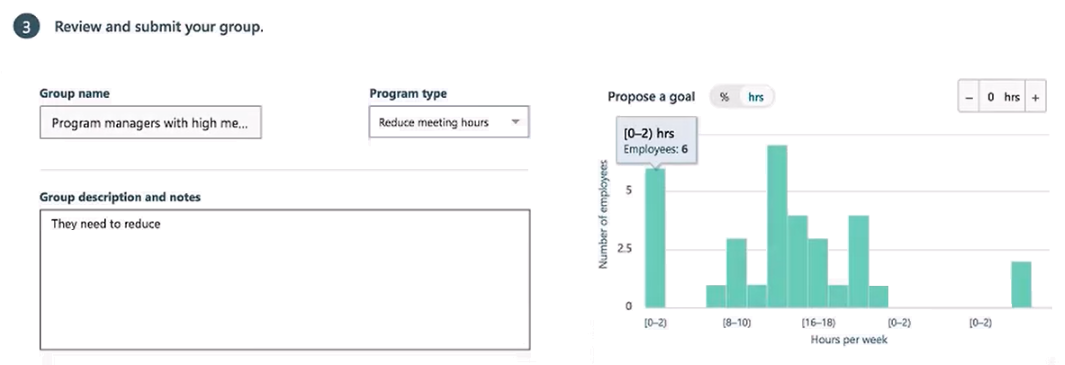 3 Review and submit your group.
Group name
Program managers with high me...
Program type
Reduce meeting hours
Group description and notes
They need to reduce
Propose a goal % hrs
– 0 hrs +
[0–2) hrs
Employees: 6
Number of employees
5
2.5
0
[0–2) [8–10) [16–18) [0–2) [0–2)
Hours per week